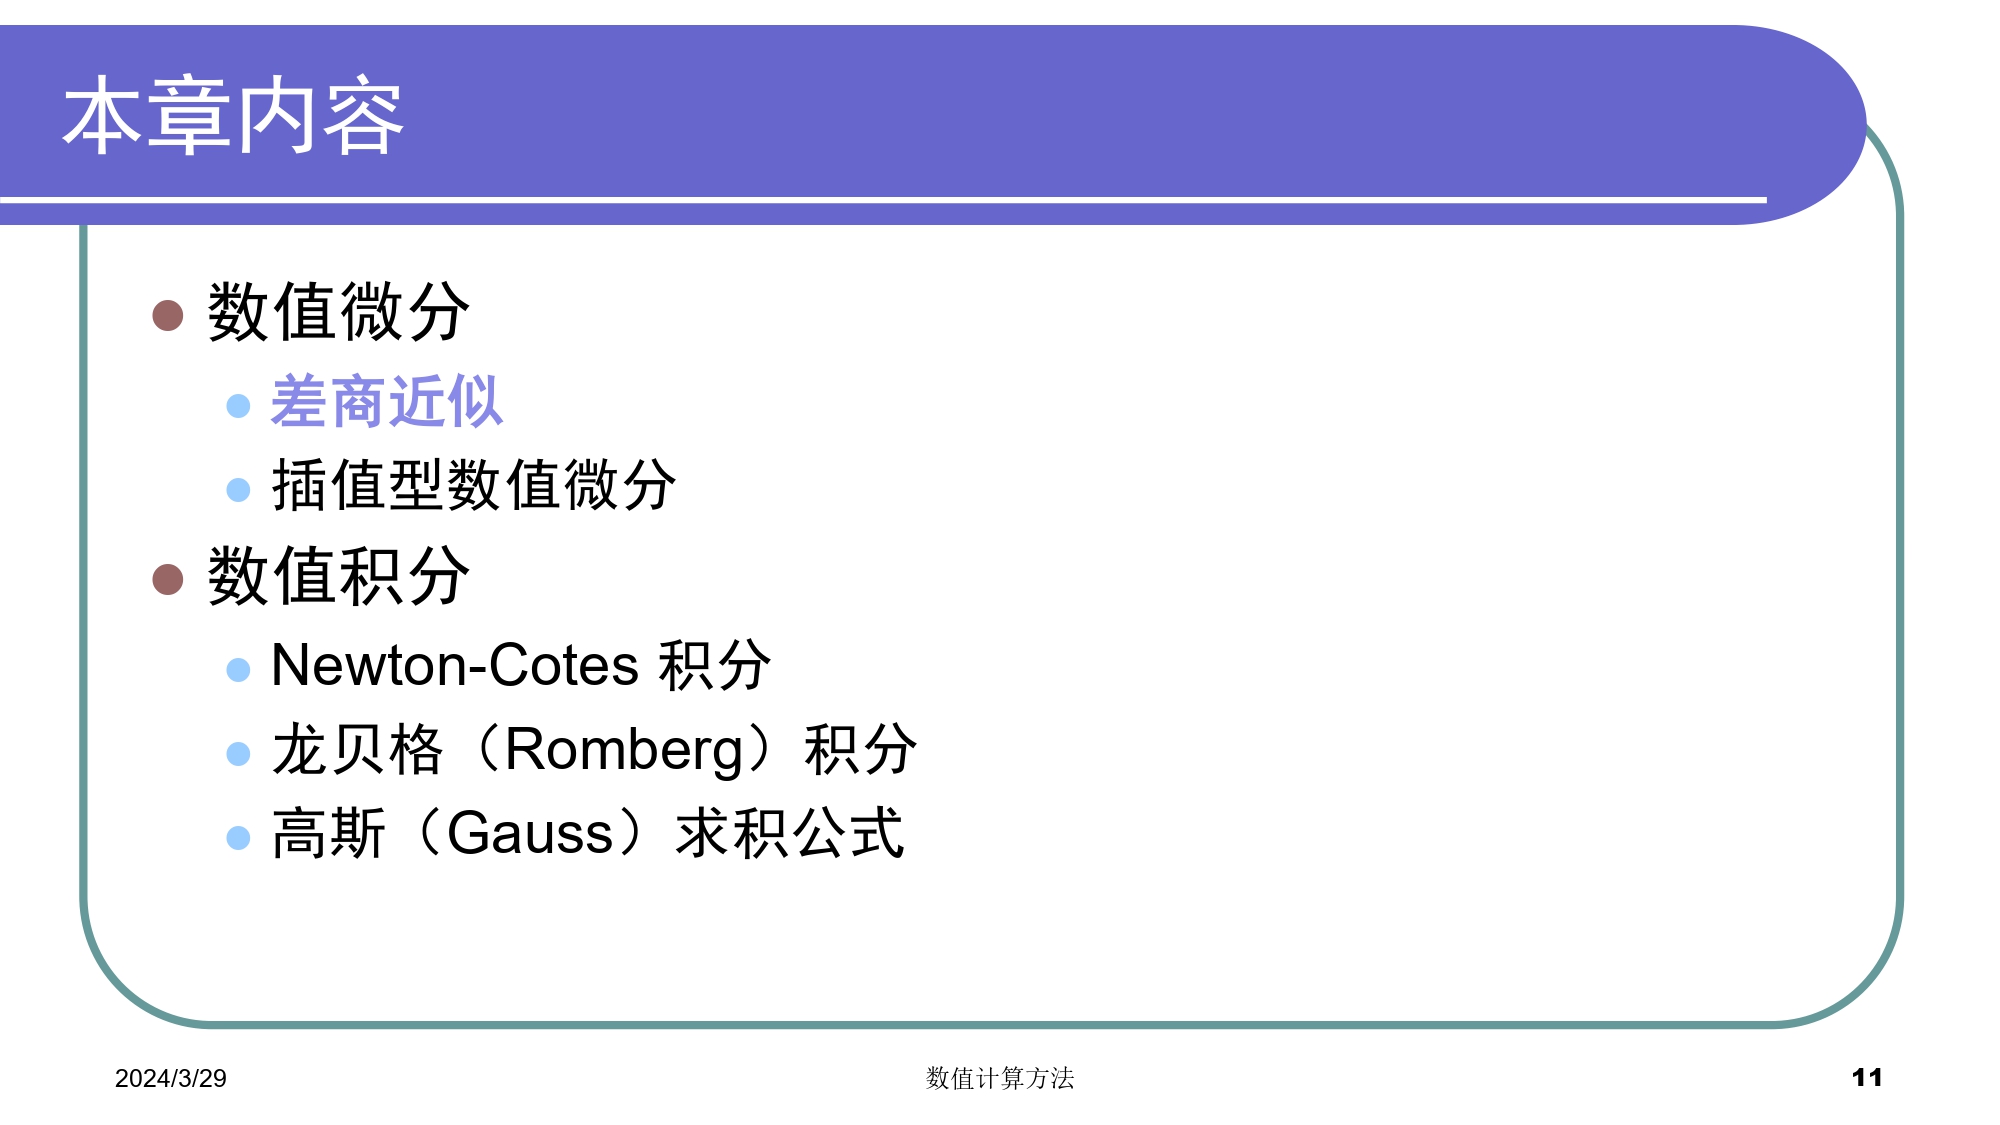 本章内容
数值微分
差商近似
插值型数值微分
数值积分
Newton-Cotes 积分
龙贝格（Romberg）积分
高斯（Gauss）求积公式
2024/3/29
数值计算方法
11